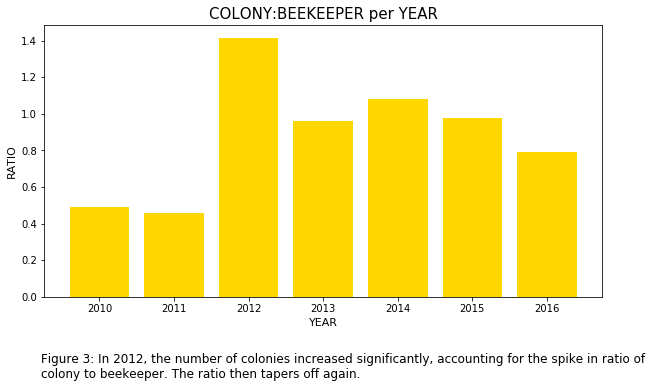 COLONY:BEEKEEPER per YEAR
1.4
1.2
1.0
0.8
0.6
0.4
0.2
0.0
RATIO
2010 2011 2012 2013 2014 2015 2016
YEAR
Figure 3: In 2012, the number of colonies increased significantly, accounting for the spike in ratio of
colony to beekeeper. The ratio then tapers off again.